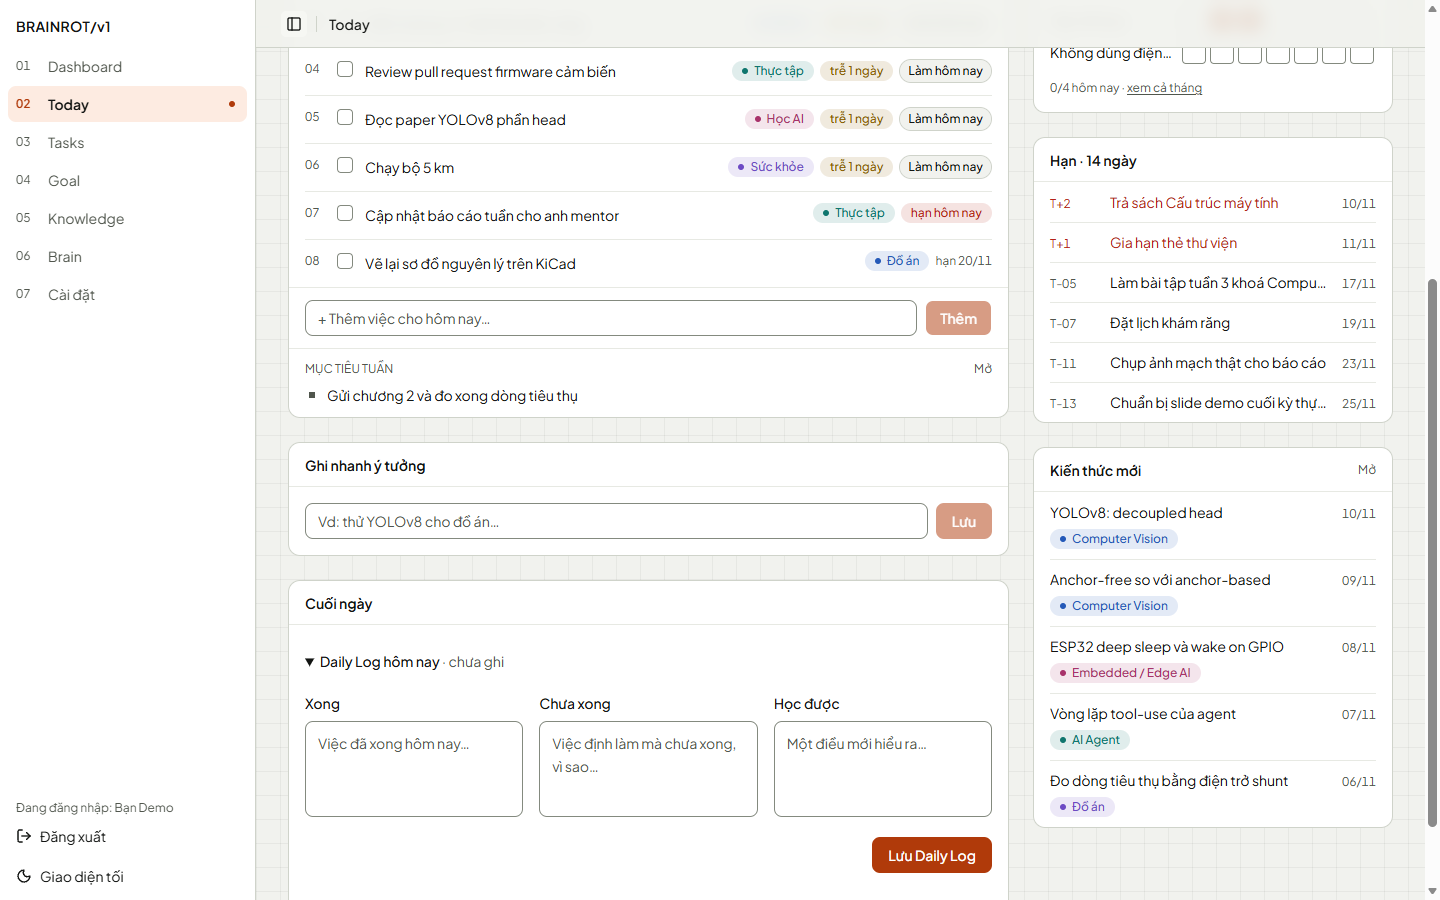 BRAINROT/v1
01 Dashboard
02 Today
03 Tasks
04 Goal
05 Knowledge
06 Brain
07 Cài đặt
Đang đăng nhập: Bạn Demo
Đăng xuất
Giao diện tối
Today
04 Review pull request firmware cảm biến Thực tập trễ 1 ngày Làm hôm nay
05 Đọc paper YOLOv8 phần head Học AI trễ 1 ngày Làm hôm nay
06 Chạy bộ 5 km Sức khỏe trễ 1 ngày Làm hôm nay
07 Cập nhật báo cáo tuần cho anh mentor Thực tập hạn hôm nay
08 Vẽ lại sơ đồ nguyên lý trên KiCad Đồ án hạn 20/11
+ Thêm việc cho hôm nay... Thêm
MỤC TIÊU TUẦN Mở
Gửi chương 2 và đo xong dòng tiêu thụ
Ghi nhanh ý tưởng
Vd: thử YOLOv8 cho đồ án... Lưu
Cuối ngày
▼ Daily Log hôm nay · chưa ghi
Xong Chưa xong Học được
Việc đã xong hôm nay...
Việc định làm mà chưa xong,
vì sao...
Một điều mới hiểu ra...
Lưu Daily Log
Không dùng điện...
0/4 hôm nay · xem cả tháng
Hạn · 14 ngày
T+2 Trả sách Cấu trúc máy tính 10/11
T+1 Gia hạn thẻ thư viện 11/11
T-05 Làm bài tập tuần 3 khoá Compu... 17/11
T-07 Đặt lịch khám răng 19/11
T-11 Chụp ảnh mạch thật cho báo cáo 23/11
T-13 Chuẩn bị slide demo cuối kỳ thự... 25/11
Kiến thức mới Mở
YOLOv8: decoupled head 10/11
Computer Vision
Anchor-free so với anchor-based 09/11
Computer Vision
ESP32 deep sleep và wake on GPIO 08/11
Embedded / Edge AI
Vòng lặp tool-use của agent 07/11
AI Agent
Đo dòng tiêu thụ bằng điện trở shunt 06/11
Đồ án